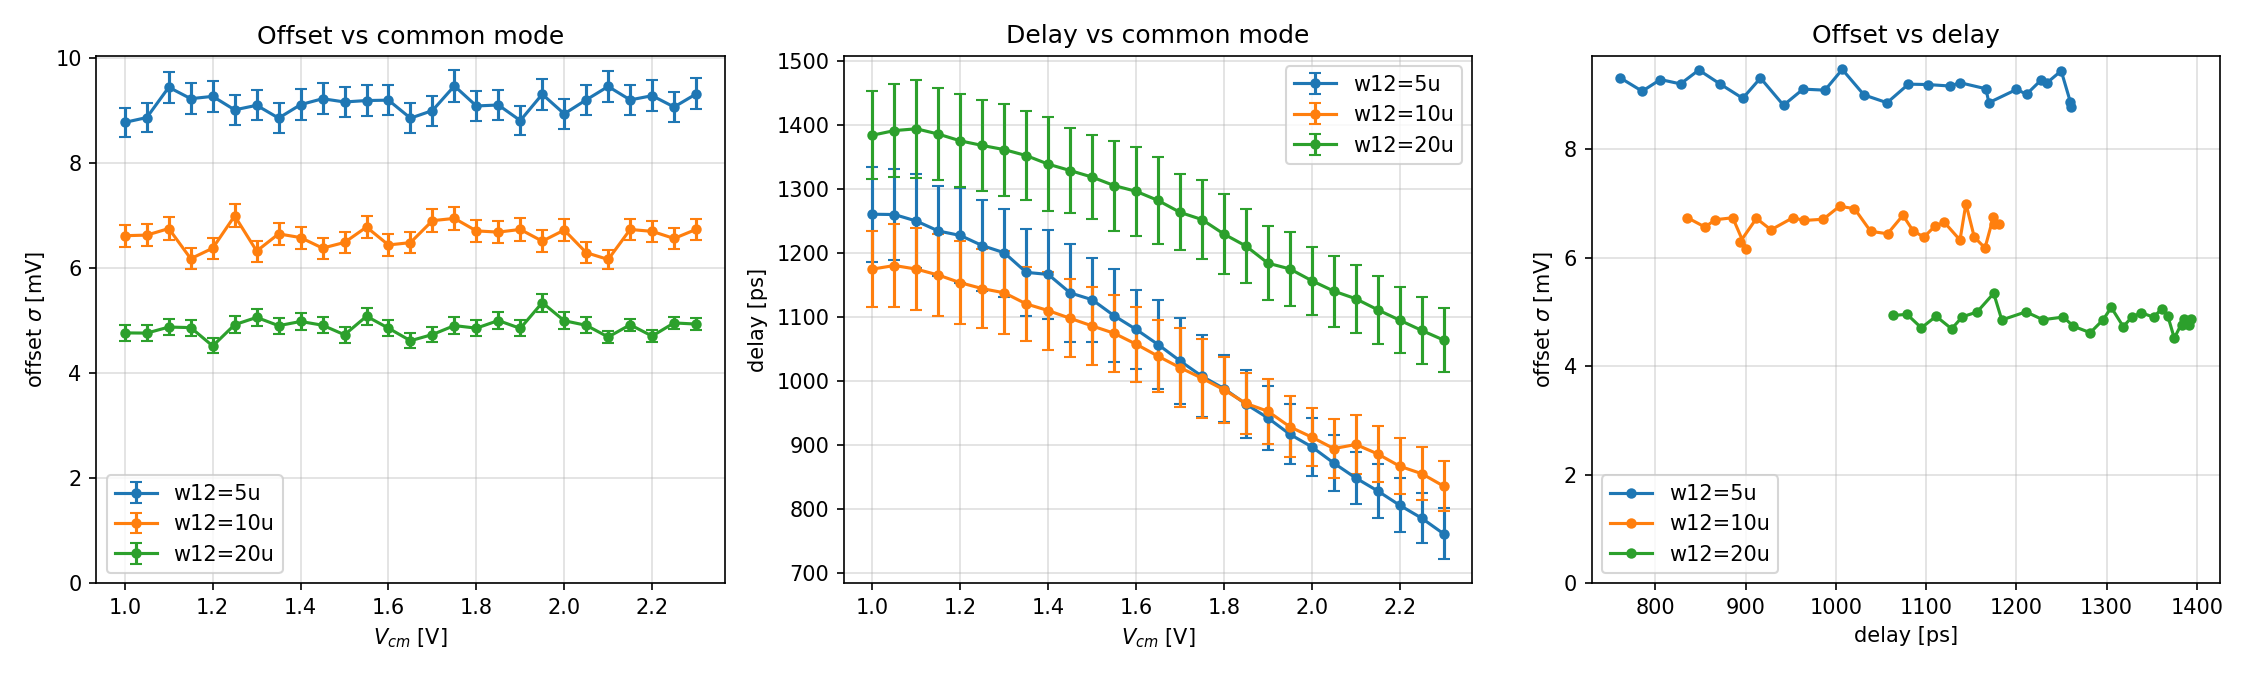 Offset vs common mode
offset σ [mV]
10
8
6
4
2
0
1.0 1.2 1.4 1.6 1.8 2.0 2.2
V_cm [V]
w12=5u
w12=10u
w12=20u
Delay vs common mode
delay [ps]
1500
1400
1300
1200
1100
1000
900
800
700
1.0 1.2 1.4 1.6 1.8 2.0 2.2
V_cm [V]
w12=5u
w12=10u
w12=20u
Offset vs delay
offset σ [mV]
8
6
4
2
0
800 900 1000 1100 1200 1300 1400
delay [ps]
w12=5u
w12=10u
w12=20u